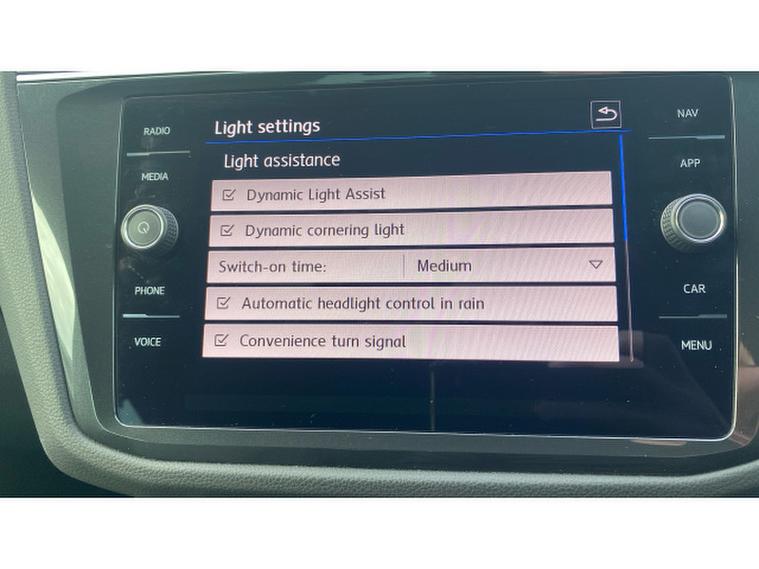 RADIO
MEDIA
PHONE
VOICE
Light settings
Light assistance
Dynamic Light Assist
Dynamic cornering light
Switch-on time: Medium
Automatic headlight control in rain
Convenience turn signal
NAV
APP
CAR
MENU